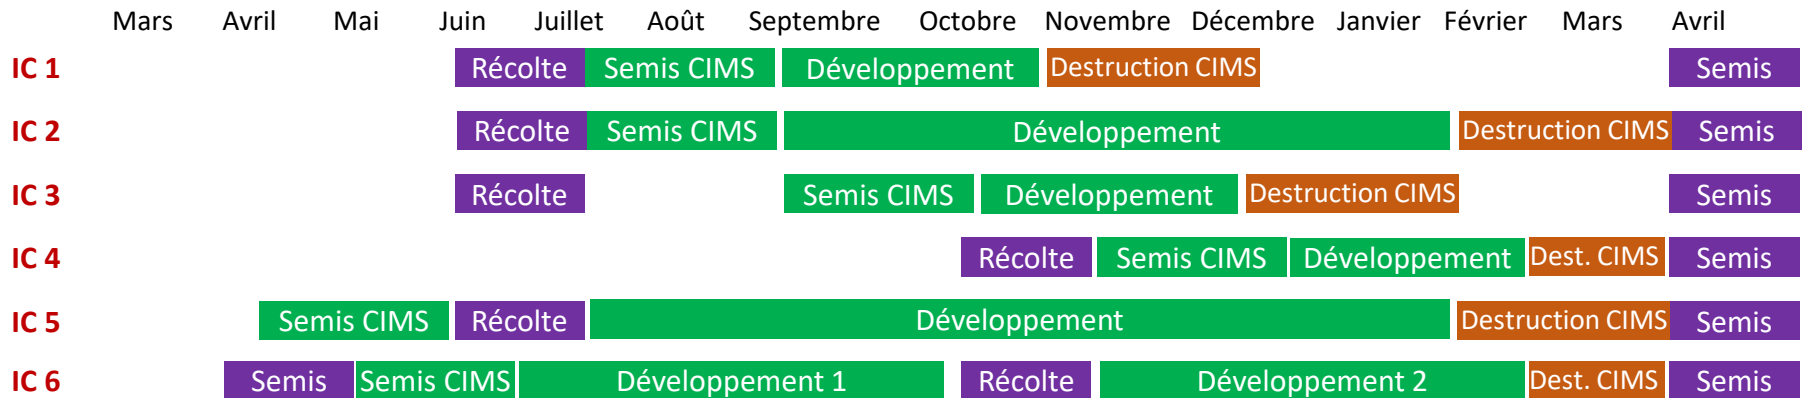 Mars Avril Mai Juin Juillet Août Septembre Octobre Novembre Décembre Janvier Février Mars Avril
IC 1 Récolte Semis CIMS Développement Destruction CIMS Semis
IC 2 Récolte Semis CIMS Développement Destruction CIMS Semis
IC 3 Récolte Semis CIMS Développement Destruction CIMS Semis
IC 4 Récolte Semis CIMS Développement Dest. CIMS Semis
IC 5 Semis CIMS Récolte Développement Destruction CIMS Semis
IC 6 Semis Semis CIMS Développement 1 Récolte Développement 2 Dest. CIMS Semis